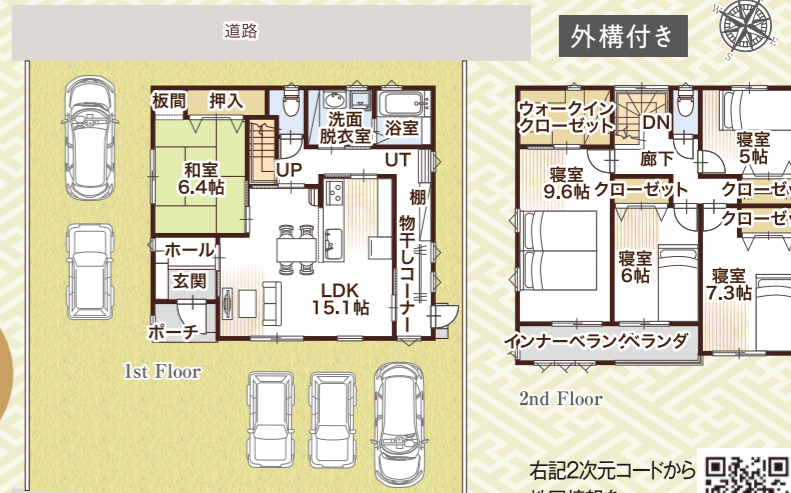 道路
外構付き
W
S
E
板間
押入
洗面
脱衣室
浴室
和室
6.4帖
UP
UT
棚
物干しコーナー
ホール
玄関
LDK
15.1帖
ポーチ
1st Floor
ウォークイン
クローゼット
DN
廊下
寝室
5帖
寝室
9.6帖
クローゼット
クローゼ
クローゼ
寝室
6帖
寝室
7.3帖
インナーベランダ
ベランダ
2nd Floor
右記2次元コードから